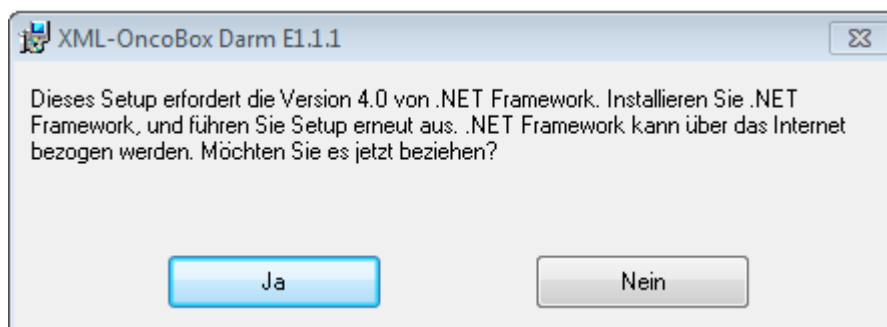 XML-OncoBox Darm E1.1.1
Dieses Setup erfordert die Version 4.0 von .NET Framework. Installieren Sie .NET
Framework, und führen Sie Setup erneut aus. .NET Framework kann über das Internet
bezogen werden. Möchten Sie es jetzt beziehen?
Ja
Nein